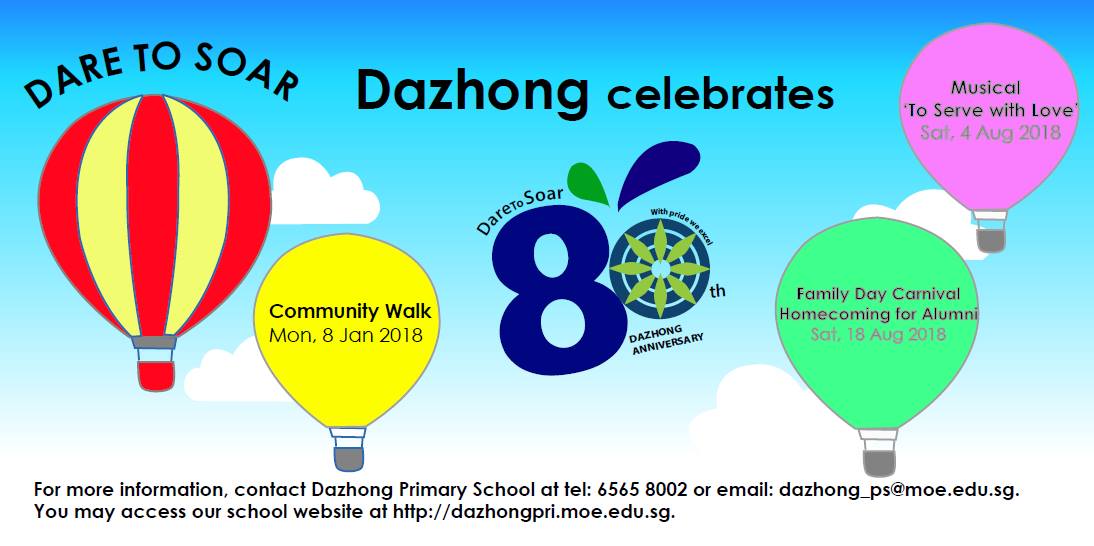 DARE TO SOAR
Dazhong celebrates
Musical
'To Serve with Love'
Sat, 4 Aug 2018
Dare To Soar
80th
With pride we excel
DAZHONG
ANNIVERSARY
Community Walk
Mon, 8 Jan 2018
Family Day Carnival
Homecoming for Alumni
Sat, 18 Aug 2018
For more information, contact Dazhong Primary School at tel: 6565 8002 or email: dazhong_ps@moe.edu.sg.
You may access our school website at http://dazhongpri.moe.edu.sg.